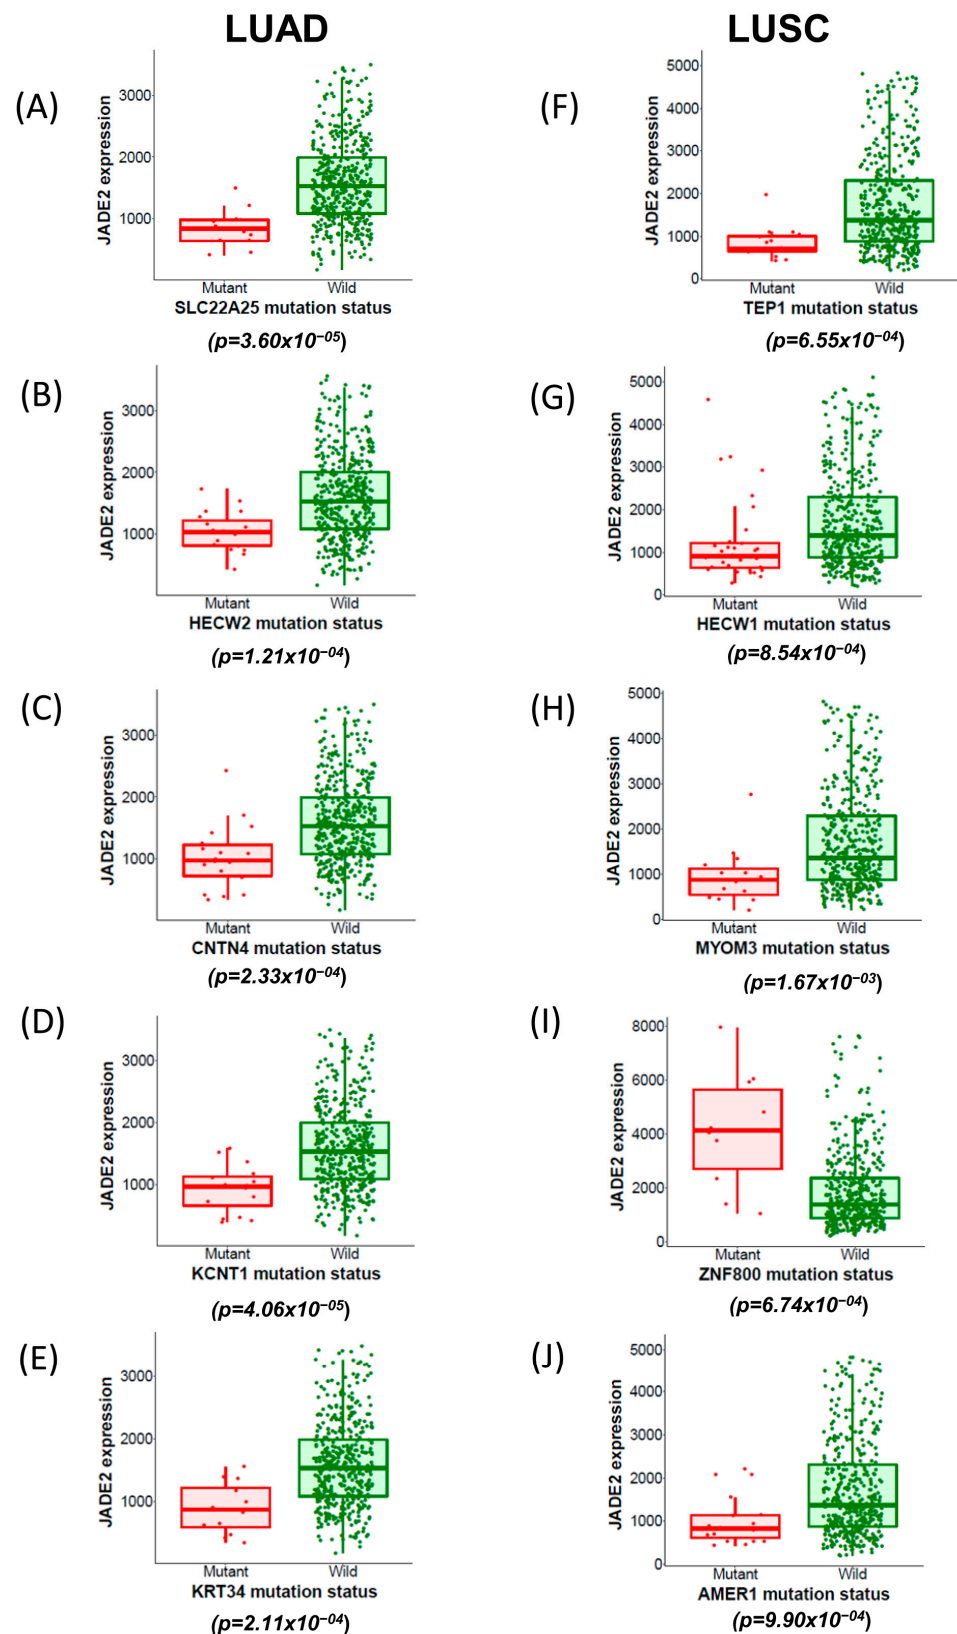 LUAD
LUSC
(A)
JADE2 expression
3000
2000
1000
Mutant Wild
SLC22A25 mutation status
(p=3.60x10⁻⁰⁵)
(F)
JADE2 expression
5000
4000
3000
2000
1000
0
Mutant Wild
TEP1 mutation status
(p=6.55x10⁻⁰⁴)
(B)
JADE2 expression
3000
2000
1000
Mutant Wild
HECW2 mutation status
(p=1.21x10⁻⁰⁴)
(G)
JADE2 expression
5000
4000
3000
2000
1000
0
Mutant Wild
HECW1 mutation status
(p=8.54x10⁻⁰⁴)
(C)
JADE2 expression
3000
2000
1000
Mutant Wild
CNTN4 mutation status
(p=2.33x10⁻⁰⁴)
(H)
JADE2 expression
5000
4000
3000
2000
1000
0
Mutant Wild
MYOM3 mutation status
(p=1.67x10⁻⁰³)
(D)
JADE2 expression
3000
2000
1000
Mutant Wild
KCNT1 mutation status
(p=4.06x10⁻⁰⁵)
(I)
JADE2 expression
8000
6000
4000
2000
0
Mutant Wild
ZNF800 mutation status
(p=6.74x10⁻⁰⁴)
(E)
JADE2 expression
3000
2000
1000
Mutant Wild
KRT34 mutation status
(p=2.11x10⁻⁰⁴)
(J)
JADE2 expression
5000
4000
3000
2000
1000
0
Mutant Wild
AMER1 mutation status
(p=9.90x10⁻⁰⁴)